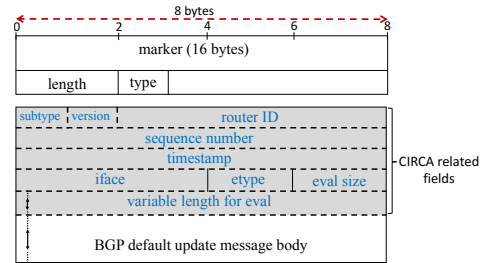 8 bytes
0 2 4 6 8
marker (16 bytes)
length type
subtype version router ID
sequence number
timestamp
iface etype eval size
variable length for eval
CIRCA related
fields
BGP default update message body